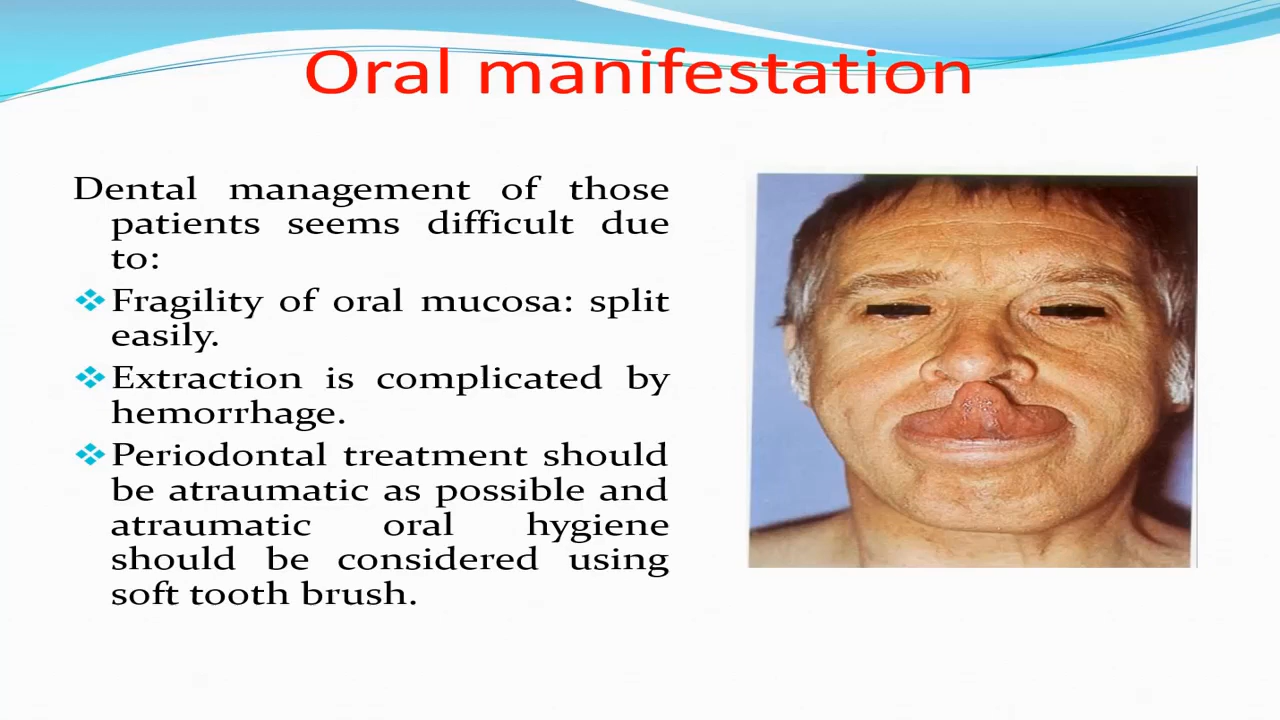 Oral manifestation
Dental management of those
patients seems difficult due
to:
Fragility of oral mucosa: split
easily.
Extraction is complicated by
hemorrhage.
Periodontal treatment should
be atraumatic as possible and
atraumatic oral hygiene
should be considered using
soft tooth brush.